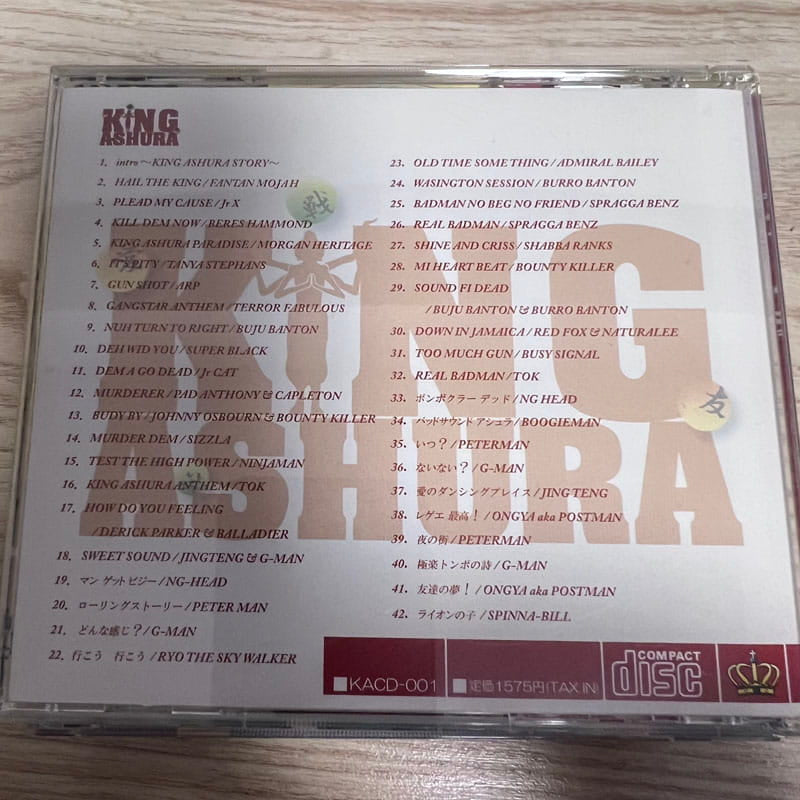 KING
ASHURA
1. intro～KING ASHURA STORY～
2. HAIL THE KING / FANTAN MOJAH
3. PLEAD MY CAUSE / Jr X
4. KILL DEM NOW / BERES HAMMOND
5. KING ASHURA PARADISE / MORGAN HERITAGE
6. IT'S PITY / TANYA STEPHANS
7. GUN SHOT / ARP
8. GANGSTAR ANTHEM / TERROR FABULOUS
9. NUH TURN TO RIGHT / BUJU BANTON
10. DEH WID YOU / SUPER BLACK
11. DEM A GO DEAD / Jr CAT
12. MURDERER / PAD ANTHONY & CAPLETON
13. BUDY BY / JOHNNY OSBOURN & BOUNTY KILLER
14. MURDER DEM / SIZZLA
15. TEST THE HIGH POWER / NINJAMAN
16. KING ASHURA ANTHEM / TOK
17. HOW DO YOU FEELING
/ DERICK PARKER & BALLADIER
18. SWEET SOUND / JINGTENG & G-MAN
19. マン ゲット ビジー / NG-HEAD
20. ローリングストーリー / PETER MAN
21. どんな感じ？/ G-MAN
22. 行こう 行こう / RYO THE SKY WALKER
23. OLD TIME SOME THING / ADMIRAL BAILEY
24. WASINGTON SESSION / BURRO BANTON
25. BADMAN NO BEG NO FRIEND / SPRAGGA BENZ
26. REAL BADMAN / SPRAGGA BENZ
27. SHINE AND CRISS / SHABBA RANKS
28. MI HEART BEAT / BOUNTY KILLER
29. SOUND FI DEAD
/ BUJU BANTON & BURRO BANTON
30. DOWN IN JAMAICA / RED FOX & NATURALEE
31. TOO MUCH GUN / BUSY SIGNAL
32. REAL BADMAN / TOK
33. ボンボクラー デッド / NG HEAD
34. バッドサウンド アシュラ / BOOGIEMAN
35. いつ？/ PETERMAN
36. ないない？/ G-MAN
37. 愛のダンシングプレイス / JING TENG
38. レゲエ 最高！/ ONGYA aka POSTMAN
39. 夜の街 / PETERMAN
40. 極楽トンボの詩 / G-MAN
41. 友達の夢！/ ONGYA aka POSTMAN
42. ライオンの子 / SPINNA-BILL
戦
友
KING
ASHURA
■KACD-001
■定価1575円(TAX IN)
COMPACT
disc